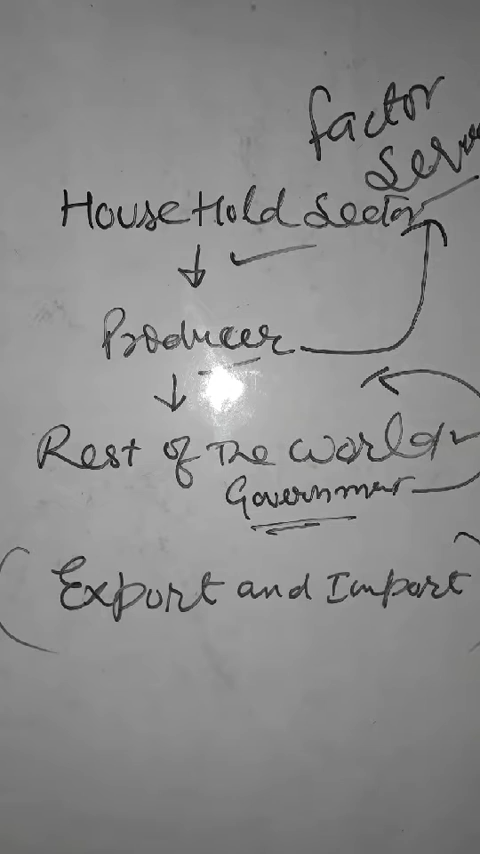 factor
HouseHold Sector
Producer
Rest of The World
Government
(Export and Import)